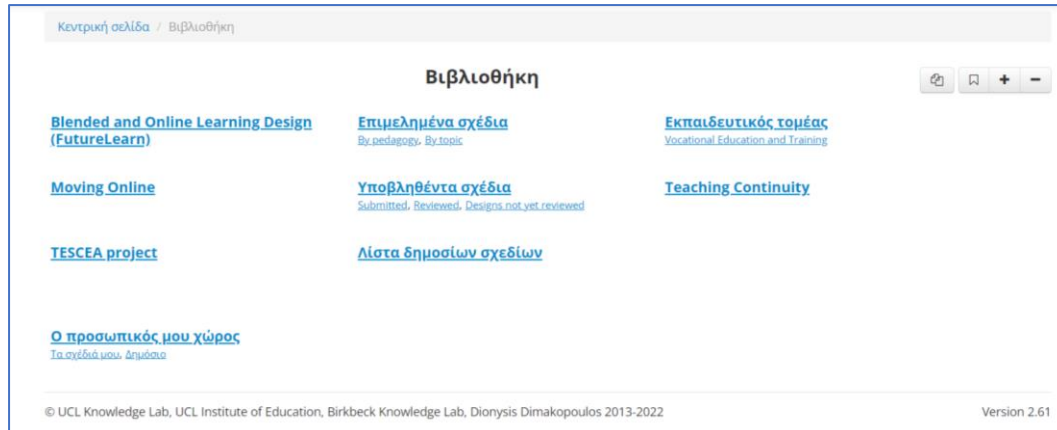 Κεντρική σελίδα / Βιβλιοθήκη
Βιβλιοθήκη
Blended and Online Learning Design
(FutureLearn)
Επιμελημένα σχέδια
By pedagogy, By topic
Εκπαιδευτικός τομέας
Vocational Education and Training
Moving Online
Υποβληθέντα σχέδια
Submitted, Reviewed, Designs not yet reviewed
Teaching Continuity
TESCEA project
Λίστα δημοσίων σχεδίων
Ο προσωπικός μου χώρος
Τα σχέδιά μου, Δημόσιο
© UCL Knowledge Lab, UCL Institute of Education, Birkbeck Knowledge Lab, Dionysis Dimakopoulos 2013-2022
Version 2.61